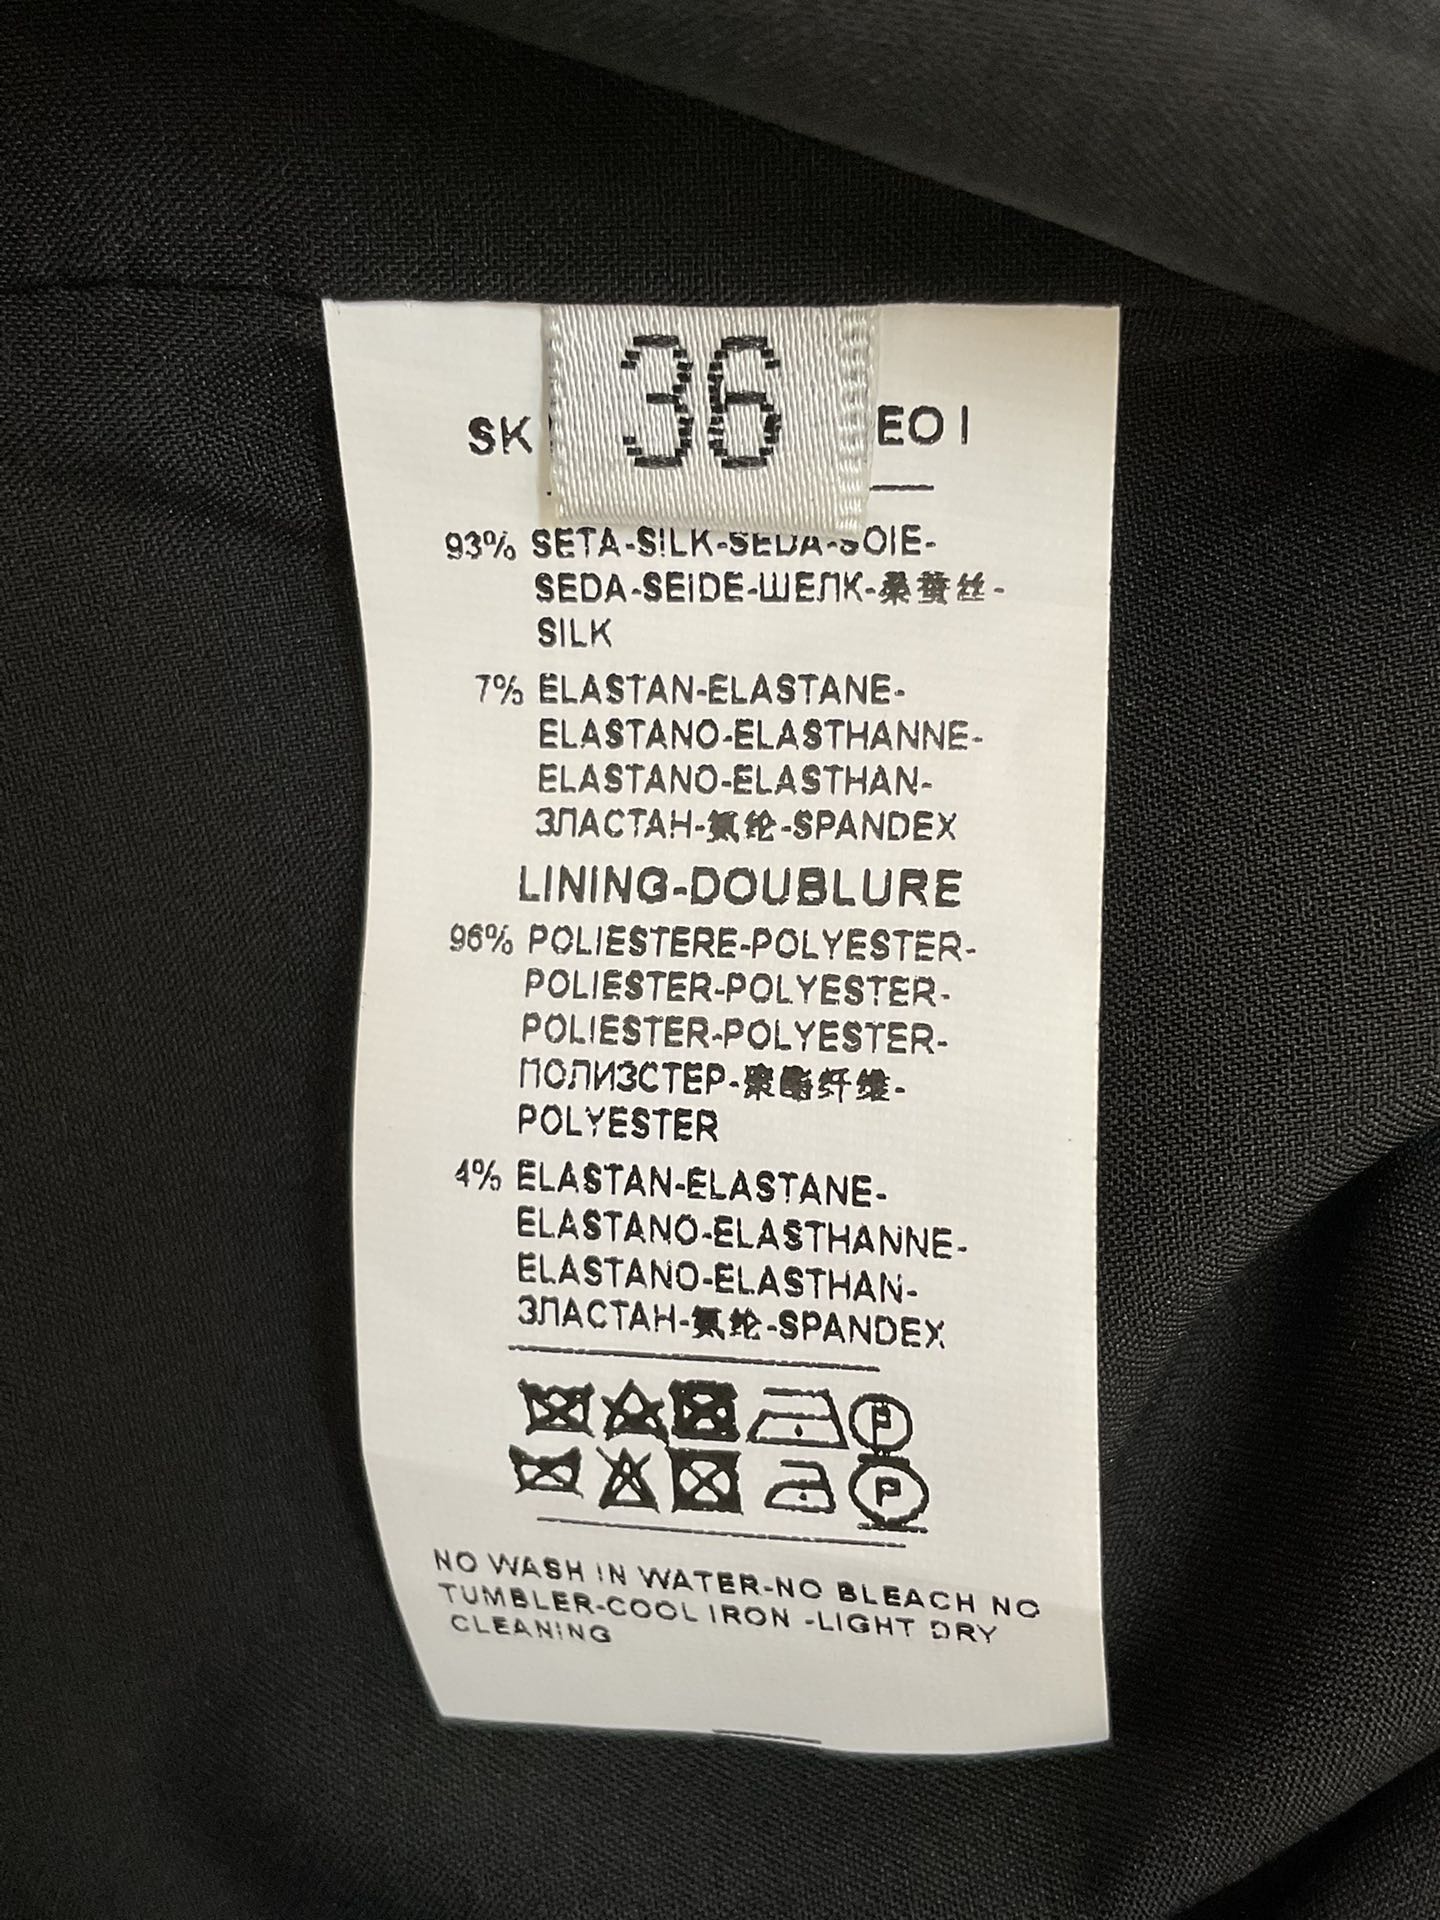 36
SK EO I
93% SETA-SILK-SEDA-SOIE-
SEDA-SEIDE-ШЕЛК-桑蚕丝-
SILK
7% ELASTAN-ELASTANE-
ELASTANO-ELASTHANNE-
ELASTANO-ELASTHAN-
ЗЛАСТАН-氨纶-SPANDEX
LINING-DOUBLURE
96% POLIESTERE-POLYESTER-
POLIESTER-POLYESTER-
POLIESTER-POLYESTER-
ПОЛИЗСТЕР-聚酯纤维-
POLYESTER
4% ELASTAN-ELASTANE-
ELASTANO-ELASTHANNE-
ELASTANO-ELASTHAN-
ЗЛАСТАН-氨纶-SPANDEX
P
P
NO WASH IN WATER-NO BLEACH NO
TUMBLER-COOL IRON -LIGHT DRY
CLEANING